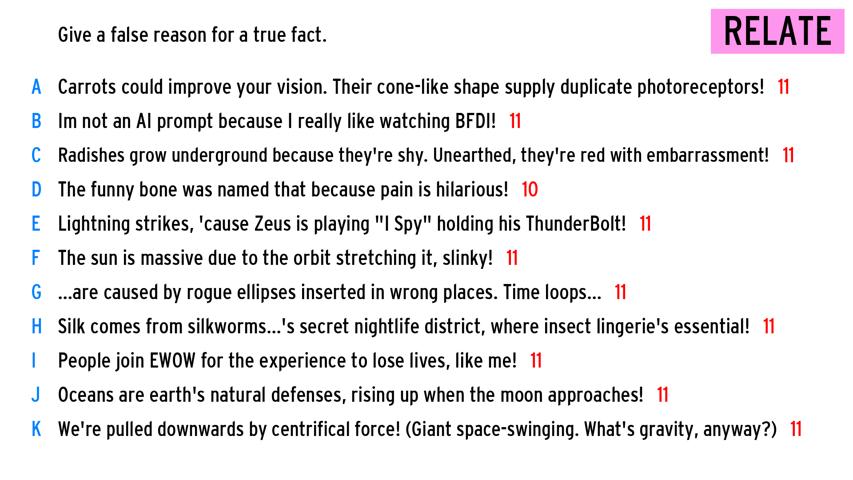 Give a false reason for a true fact.
RELATE
A Carrots could improve your vision. Their cone-like shape supply duplicate photoreceptors! 11
B Im not an AI prompt because I really like watching BFDI! 11
C Radishes grow underground because they're shy. Unearthed, they're red with embarrassment! 11
D The funny bone was named that because pain is hilarious! 10
E Lightning strikes, 'cause Zeus is playing "I Spy" holding his ThunderBolt! 11
F The sun is massive due to the orbit stretching it, slinky! 11
G ...are caused by rogue ellipses inserted in wrong places. Time loops... 11
H Silk comes from silkworms...'s secret nightlife district, where insect lingerie's essential! 11
I People join EWOW for the experience to lose lives, like me! 11
J Oceans are earth's natural defenses, rising up when the moon approaches! 11
K We're pulled downwards by centrifical force! (Giant space-swinging. What's gravity, anyway?) 11